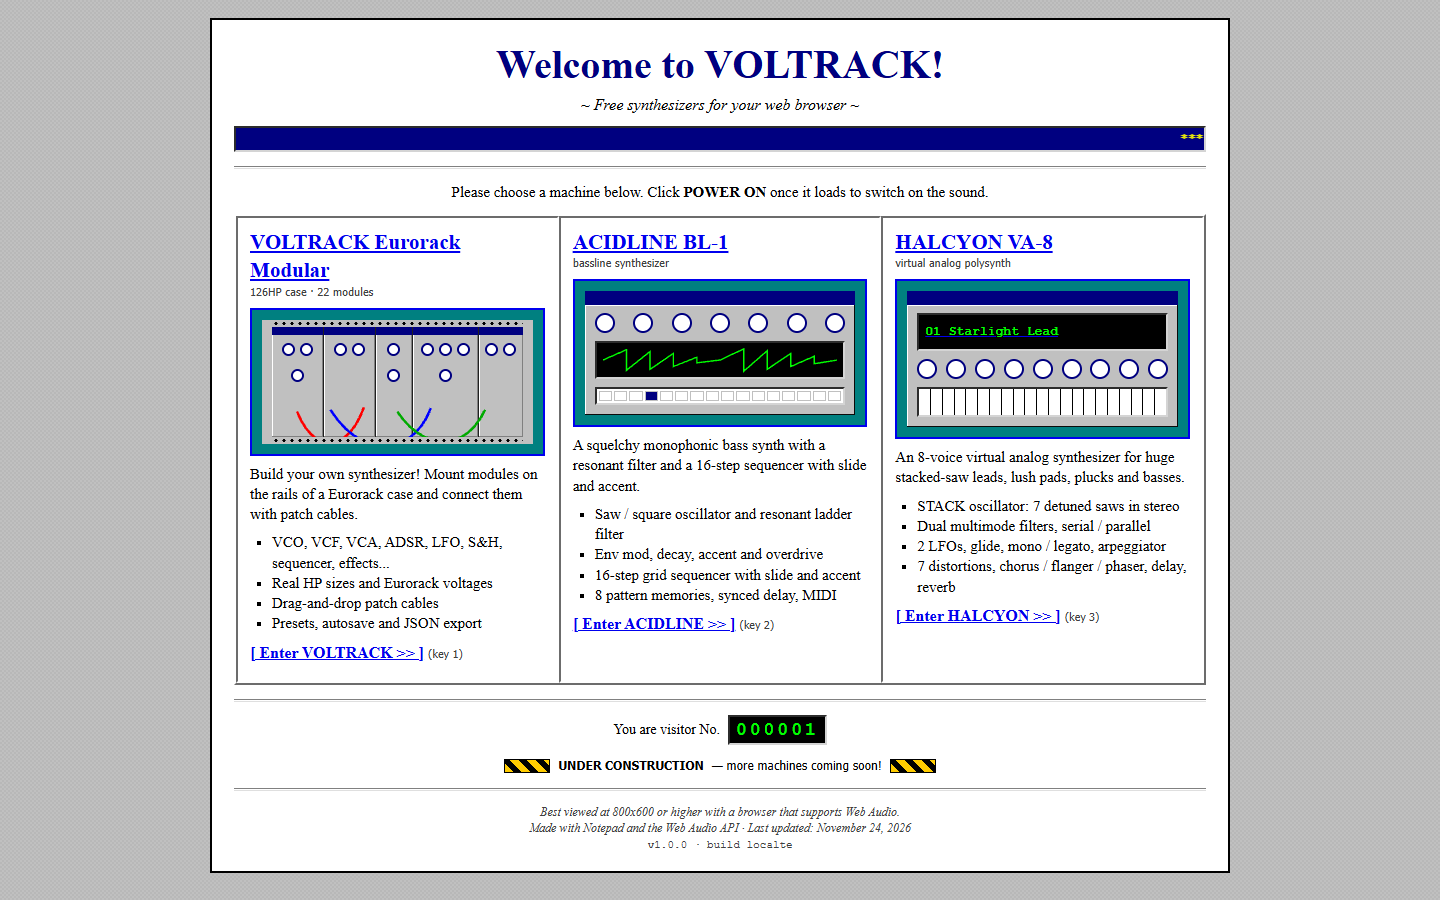 Welcome to VOLTRACK!
~ Free synthesizers for your web browser ~
***
Please choose a machine below. Click POWER ON once it loads to switch on the sound.
VOLTRACK Eurorack
Modular
126HP case · 22 modules
Build your own synthesizer! Mount modules on
the rails of a Eurorack case and connect them
with patch cables.
▪ VCO, VCF, VCA, ADSR, LFO, S&H,
sequencer, effects...
▪ Real HP sizes and Eurorack voltages
▪ Drag-and-drop patch cables
▪ Presets, autosave and JSON export
[ Enter VOLTRACK >> ] (key 1)
ACIDLINE BL-1
bassline synthesizer
A squelchy monophonic bass synth with a
resonant filter and a 16-step sequencer with slide
and accent.
▪ Saw / square oscillator and resonant ladder
filter
▪ Env mod, decay, accent and overdrive
▪ 16-step grid sequencer with slide and accent
▪ 8 pattern memories, synced delay, MIDI
[ Enter ACIDLINE >> ] (key 2)
HALCYON VA-8
virtual analog polysynth
01 Starlight Lead
An 8-voice virtual analog synthesizer for huge
stacked-saw leads, lush pads, plucks and basses.
▪ STACK oscillator: 7 detuned saws in stereo
▪ Dual multimode filters, serial / parallel
▪ 2 LFOs, glide, mono / legato, arpeggiator
▪ 7 distortions, chorus / flanger / phaser, delay,
reverb
[ Enter HALCYON >> ] (key 3)
You are visitor No. 000001
UNDER CONSTRUCTION — more machines coming soon!
Best viewed at 800x600 or higher with a browser that supports Web Audio.
Made with Notepad and the Web Audio API · Last updated: November 24, 2026
v1.0.0 · build localte